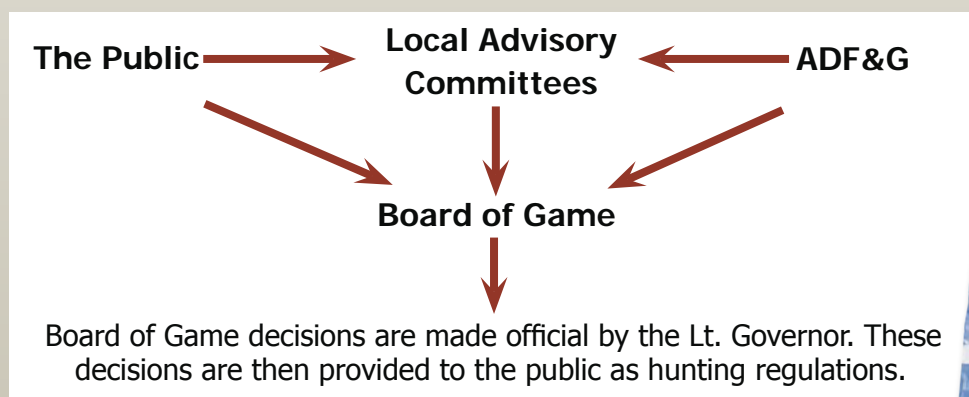 The Public
Local Advisory
Committees
ADF&G
Board of Game
Board of Game decisions are made official by the Lt. Governor. These
decisions are then provided to the public as hunting regulations.